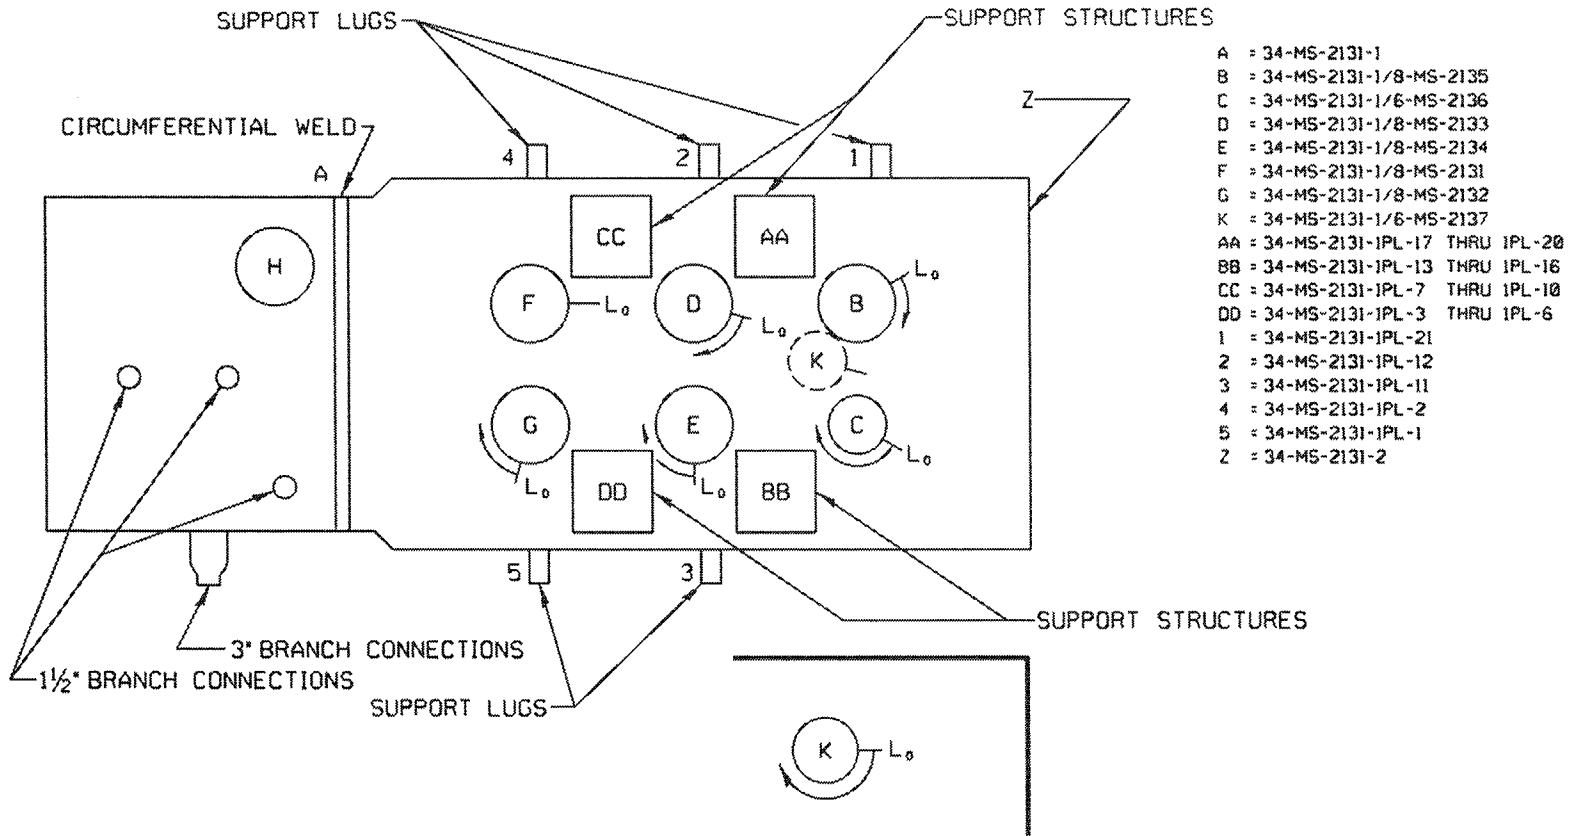 SUPPORT LUGS
SUPPORT STRUCTURES
A = 34-MS-2131-1
B = 34-MS-2131-1/8-MS-2135
C = 34-MS-2131-1/6-MS-2136
D = 34-MS-2131-1/8-MS-2133
E = 34-MS-2131-1/8-MS-2134
F = 34-MS-2131-1/8-MS-2131
G = 34-MS-2131-1/8-MS-2132
K = 34-MS-2131-1/6-MS-2137
AA = 34-MS-2131-1PL-17 THRU 1PL-20
BB = 34-MS-2131-1PL-13 THRU 1PL-16
CC = 34-MS-2131-1PL-7 THRU 1PL-10
DD = 34-MS-2131-1PL-3 THRU 1PL-6
1 = 34-MS-2131-1PL-21
2 = 34-MS-2131-1PL-12
3 = 34-MS-2131-1PL-11
4 = 34-MS-2131-1PL-2
5 = 34-MS-2131-1PL-1
Z = 34-MS-2131-2
Z
CIRCUMFERENTIAL WELD
4
2
1
A
CC
AA
H
L₀
F
L₀
D
L₀
B
K
G
L₀
E
L₀
C
L₀
DD
BB
5
3
SUPPORT STRUCTURES
3" BRANCH CONNECTIONS
1½" BRANCH CONNECTIONS
SUPPORT LUGS
K
L₀